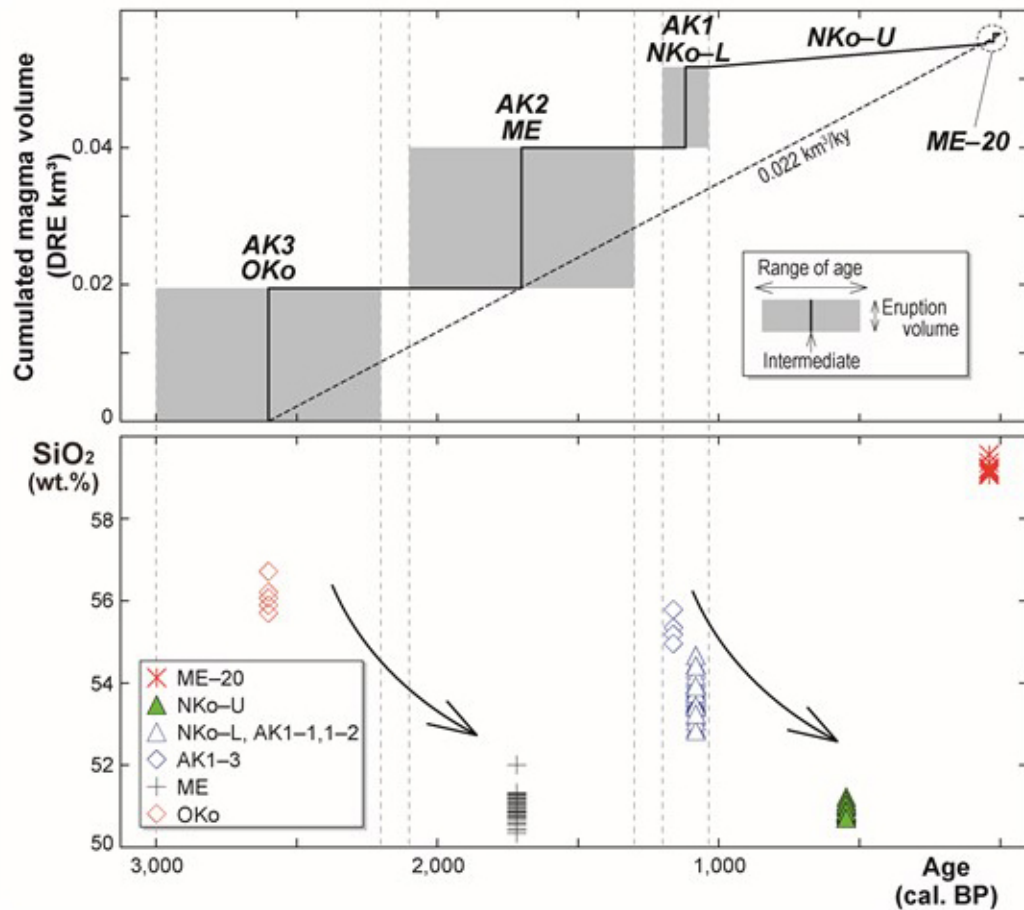 Cumulated magma volume
(DRE km³)
0.04
0.02
0
AK3
OKo
AK2
ME
AK1
NKo–L
NKo–U
ME–20
0.022 km³/ky
Range of age
Eruption
volume
Intermediate
SiO₂
(wt.%)
58
56
54
52
50
ME–20
NKo–U
NKo–L, AK1–1,1–2
AK1–3
ME
OKo
3,000
2,000
1,000
Age
(cal. BP)